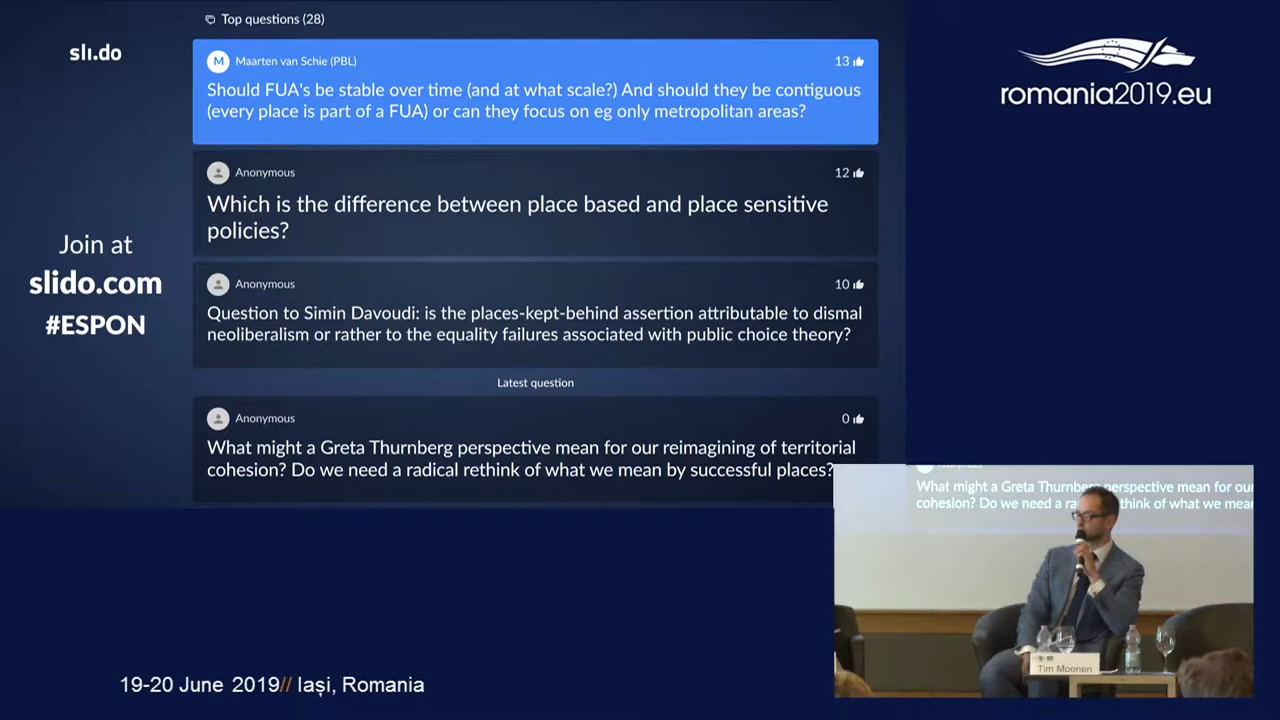 Top questions (28)
sli.do
M
Maarten van Schie (PBL)
13
Should FUA's be stable over time (and at what scale?) And should they be contiguous
(every place is part of a FUA) or can they focus on eg only metropolitan areas?
romania2019.eu
Anonymous
12
Which is the difference between place based and place sensitive
policies?
Join at
slido.com
#ESPON
Anonymous
10
Question to Simin Davoudi: is the places-kept-behind assertion attributable to dismal
neoliberalism or rather to the equality failures associated with public choice theory?
Latest question
Anonymous
0
What might a Greta Thurnberg perspective mean for our reimagining of territorial
cohesion? Do we need a radical rethink of what we mean by successful places?
What might a Greta Thurnberg perspective mean for our
cohesion? Do we need a ra think of what we mea
Tim Moonen
19-20 June 2019// Iași, Romania